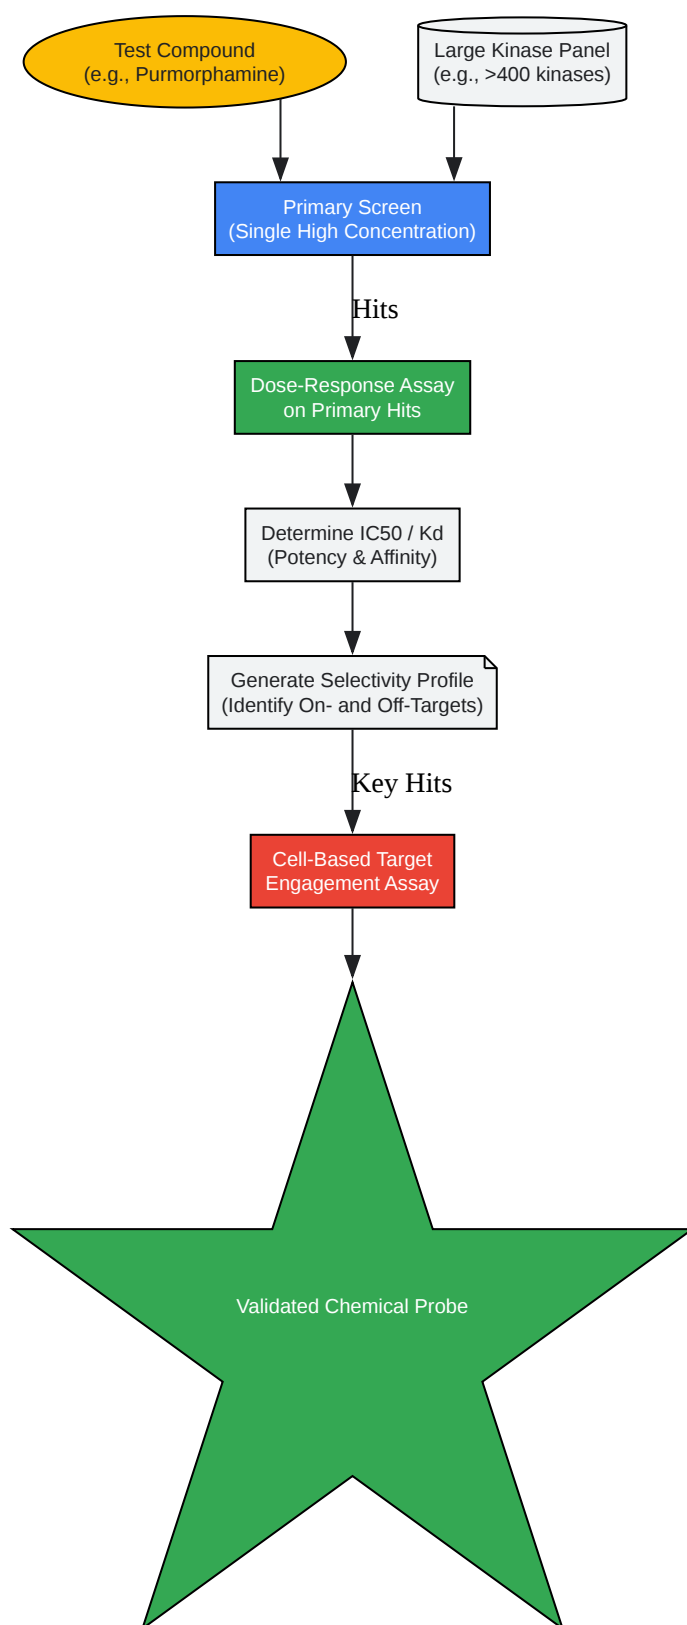 Test Compound
(e.g., Purmorphamine)
Large Kinase Panel
(e.g., >400 kinases)
Primary Screen
(Single High Concentration)
Hits
Dose-Response Assay
on Primary Hits
Determine IC50 / Kd
(Potency & Affinity)
Generate Selectivity Profile
(Identify On- and Off-Targets)
Key Hits
Cell-Based Target
Engagement Assay
Validated Chemical Probe